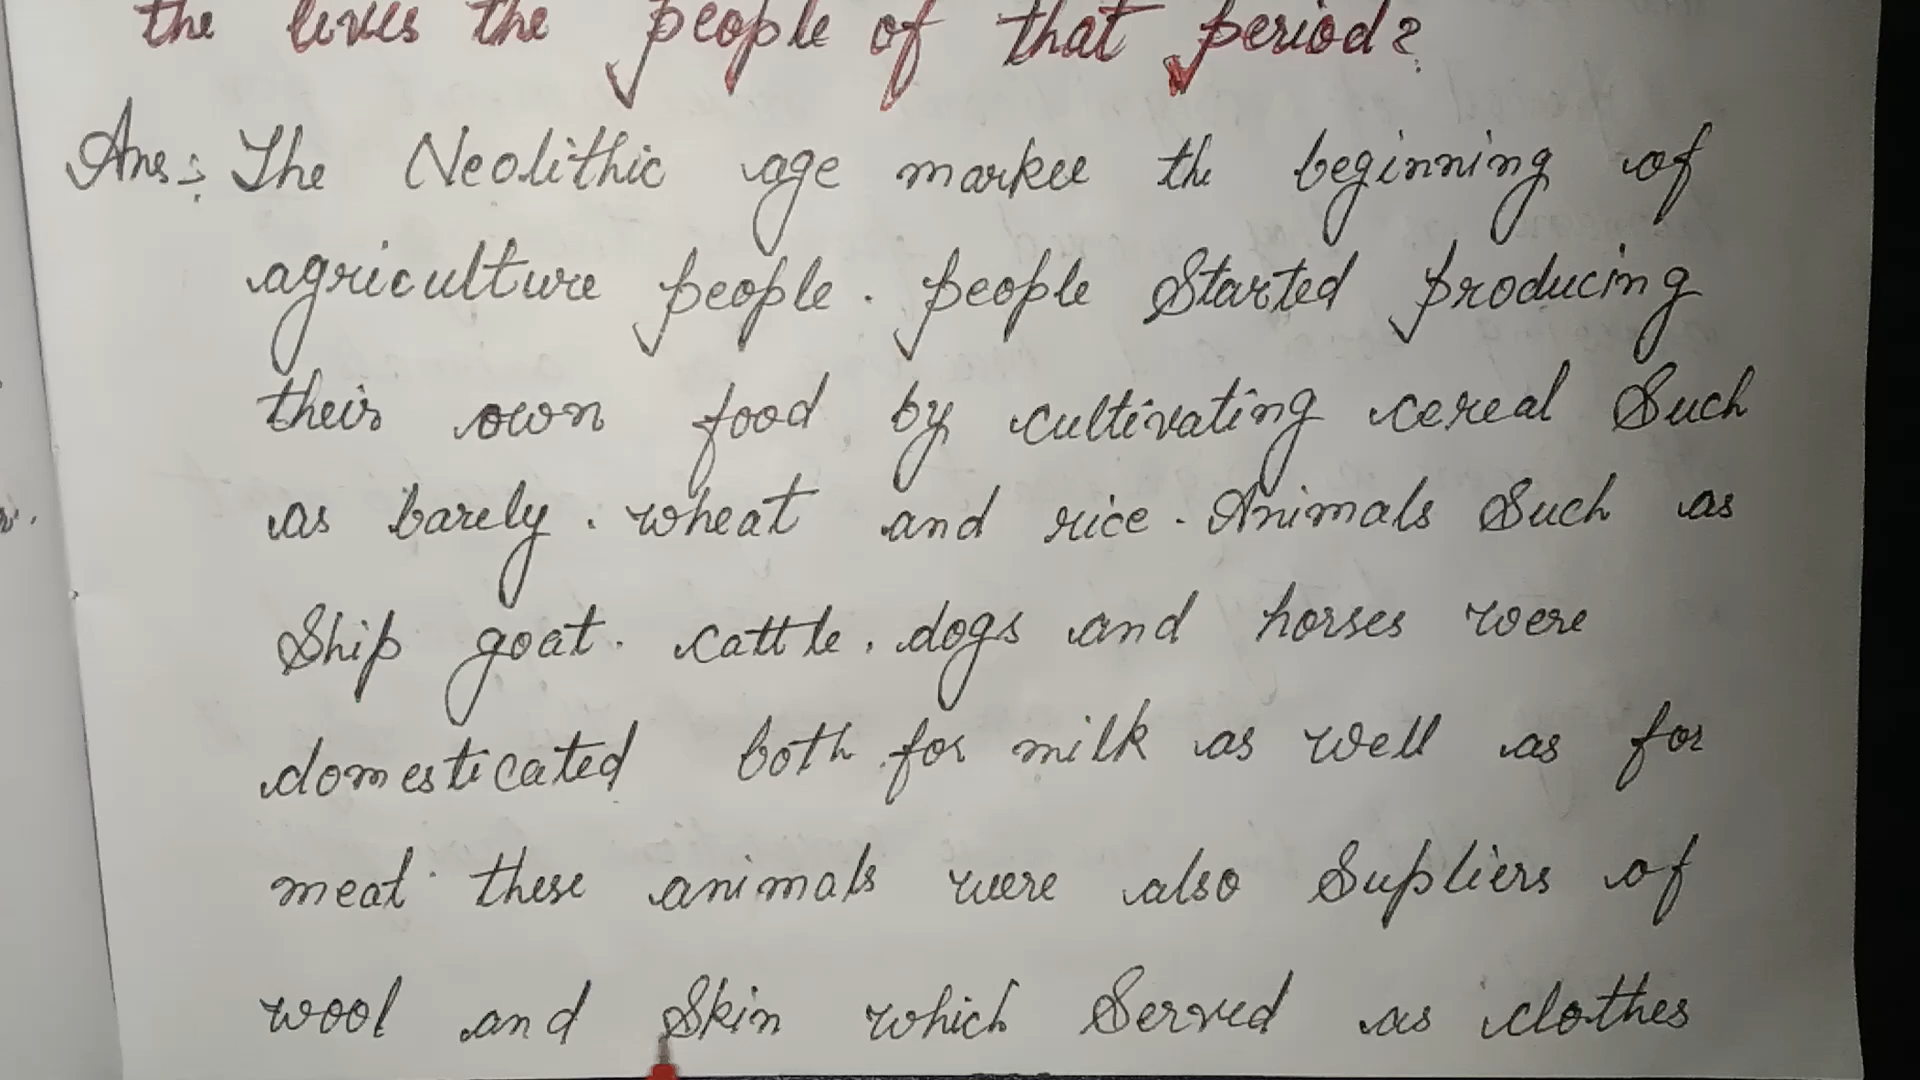 the lives the people of that period?
Ans:- The Neolithic age markee the beginning of
agriculture people. people Started producing
their own food by cultivating cereal Such
as barely. wheat and rice. Animals Such as
Ship goat. cattle, dogs and horses were
domesticated both for milk as well as for
meat. these animals were also Supliers of
wool and Skin which Served as clothes